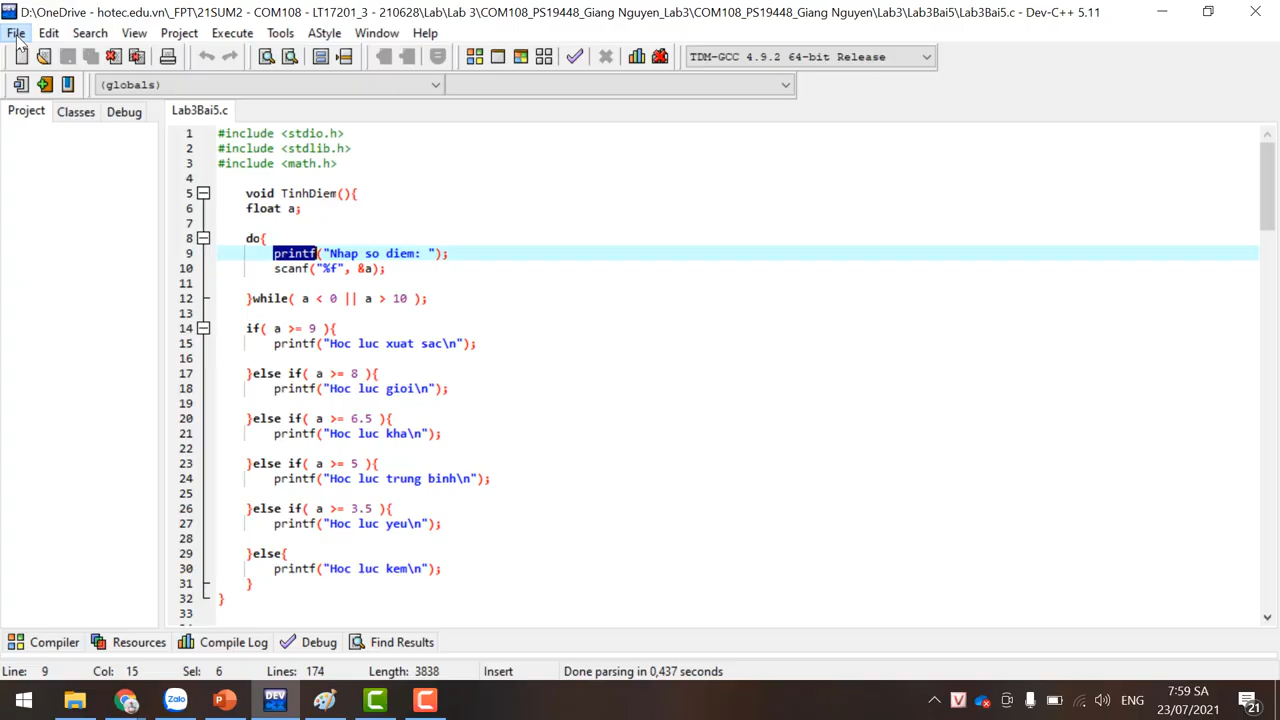 D:\OneDrive - hotec.edu.vn\_FPT\21SUM2 - COM108 - LT17201_3 - 210628\Lab\Lab 3\COM108_PS19448_Giang Nguyen_Lab3\COM108_PS19448_Giang Nguyen\Lab3Bai5\Lab3Bai5.c - Dev-C++ 5.11
File Edit Search View Project Execute Tools AStyle Window Help
TDM-GCC 4.9.2 64-bit Release
(globals)
Project Classes Debug Lab3Bai5.c
1 #include <stdio.h>
2 #include <stdlib.h>
3 #include <math.h>
4
5 void TinhDiem(){
6 float a;
7
8 do{
9 printf("Nhap so diem: ");
10 scanf("%f", &a);
11
12 }while( a < 0 || a > 10 );
13
14 if( a >= 9 ){
15 printf("Hoc luc xuat sac\n");
16
17 }else if( a >= 8 ){
18 printf("Hoc luc gioi\n");
19
20 }else if( a >= 6.5 ){
21 printf("Hoc luc kha\n");
22
23 }else if( a >= 5 ){
24 printf("Hoc luc trung binh\n");
25
26 }else if( a >= 3.5 ){
27 printf("Hoc luc yeu\n");
28
29 }else{
30 printf("Hoc luc kem\n");
31 }
32 }
33
Compiler Resources Compile Log Debug Find Results
Line: 9 Col: 15 Sel: 6 Lines: 174 Length: 3838 Insert Done parsing in 0,437 seconds
Zalo DEV ENG 7:59 SA
23/07/2021 21